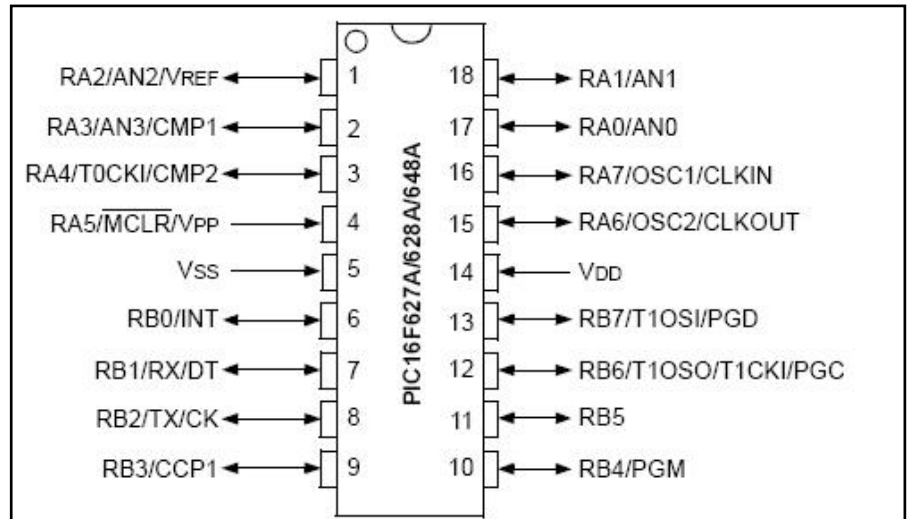 RA2/AN2/VREF 1 18 RA1/AN1
RA3/AN3/CMP1 2 17 RA0/AN0
RA4/T0CKI/CMP2 3 16 RA7/OSC1/CLKIN
RA5/MCLR/VPP 4 15 RA6/OSC2/CLKOUT
VSS 5 14 VDD
RB0/INT 6 13 RB7/T1OSI/PGD
RB1/RX/DT 7 12 RB6/T1OSO/T1CKI/PGC
RB2/TX/CK 8 11 RB5
RB3/CCP1 9 10 RB4/PGM
PIC16F627A/628A/648A